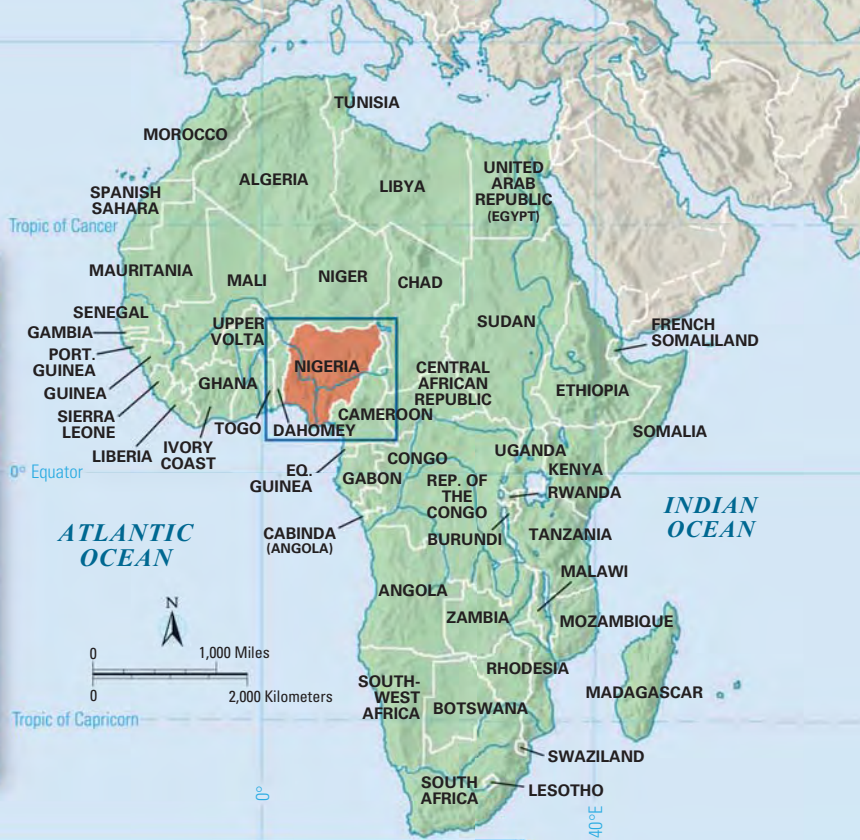 TUNISIA
MOROCCO
ALGERIA
LIBYA
UNITED
ARAB
REPUBLIC
(EGYPT)
SPANISH
SAHARA
Tropic of Cancer
MAURITANIA
MALI
NIGER
CHAD
SUDAN
SENEGAL
GAMBIA
PORT.
GUINEA
GUINEA
SIERRA
LEONE
LIBERIA
IVORY
COAST
UPPER
VOLTA
GHANA
TOGO
DAHOMEY
NIGERIA
CAMEROON
CENTRAL
AFRICAN
REPUBLIC
FRENCH
SOMALILAND
ETHIOPIA
SOMALIA
0° Equator
EQ.
GUINEA
GABON
CONGO
REP. OF
THE
CONGO
UGANDA
KENYA
RWANDA
BURUNDI
TANZANIA
CABINDA
(ANGOLA)
ATLANTIC
OCEAN
INDIAN
OCEAN
ANGOLA
ZAMBIA
MALAWI
MOZAMBIQUE
N
0
1,000 Miles
0
2,000 Kilometers
RHODESIA
SOUTH-
WEST
AFRICA
BOTSWANA
MADAGASCAR
Tropic of Capricorn
SWAZILAND
SOUTH
AFRICA
LESOTHO
0°
40°E